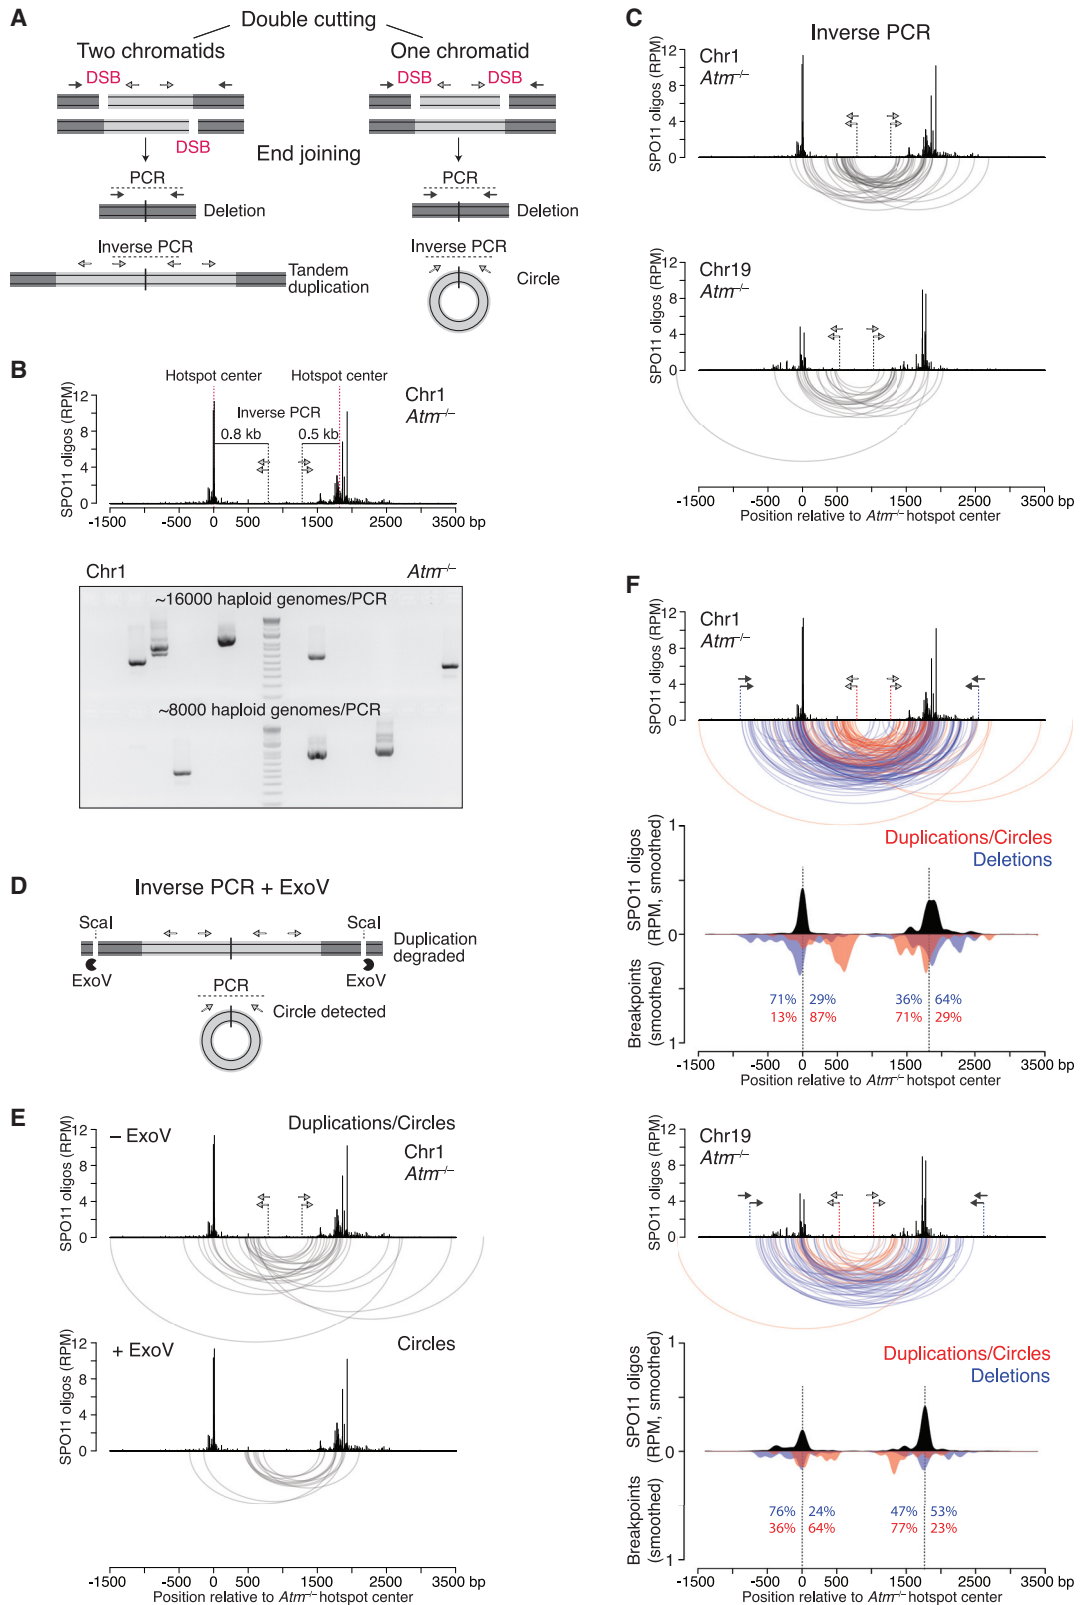 A
Double cutting
Two chromatids
One chromatid
DSB
DSB
DSB
DSB
End joining
PCR
PCR
Deletion
Deletion
Inverse PCR
Inverse PCR
Tandem
duplication
Circle
B
Hotspot center
Hotspot center
Chr1
Atm–/–
Inverse PCR
0.8 kb
0.5 kb
SPO11 oligos (RPM)
12
8
4
0
-1500
-500
0
500
1500
2500
3500 bp
Chr1
Atm–/–
~16000 haploid genomes/PCR
~8000 haploid genomes/PCR
C
Inverse PCR
Chr1
Atm–/–
SPO11 oligos (RPM)
12
8
4
0
Chr19
Atm–/–
SPO11 oligos (RPM)
12
8
4
0
-1500
-500
0
500
1500
2500
3500 bp
Position relative to Atm–/– hotspot center
D
Inverse PCR + ExoV
ScaI
ScaI
Duplication
degraded
ExoV
ExoV
PCR
Circle detected
E
– ExoV
Duplications/Circles
Chr1
Atm–/–
SPO11 oligos (RPM)
12
8
4
0
+ ExoV
Circles
SPO11 oligos (RPM)
12
8
4
0
-1500
-500
0
500
1500
2500
3500 bp
Position relative to Atm–/– hotspot center
F
Chr1
Atm–/–
SPO11 oligos (RPM)
12
8
4
0
Duplications/Circles
Deletions
SPO11 oligos
(RPM, smoothed)
Breakpoints
(smoothed)
1
0
1
71% 29%
36% 64%
13% 87%
71% 29%
-1500
-500
0
500
1500
2500
3500 bp
Position relative to Atm–/– hotspot center
Chr19
Atm–/–
SPO11 oligos (RPM)
12
8
4
0
Duplications/Circles
Deletions
SPO11 oligos
(RPM, smoothed)
Breakpoints
(smoothed)
1
0
1
76% 24%
47% 53%
36% 64%
77% 23%
-1500
-500
0
500
1500
2500
3500 bp
Position relative to Atm–/– hotspot center